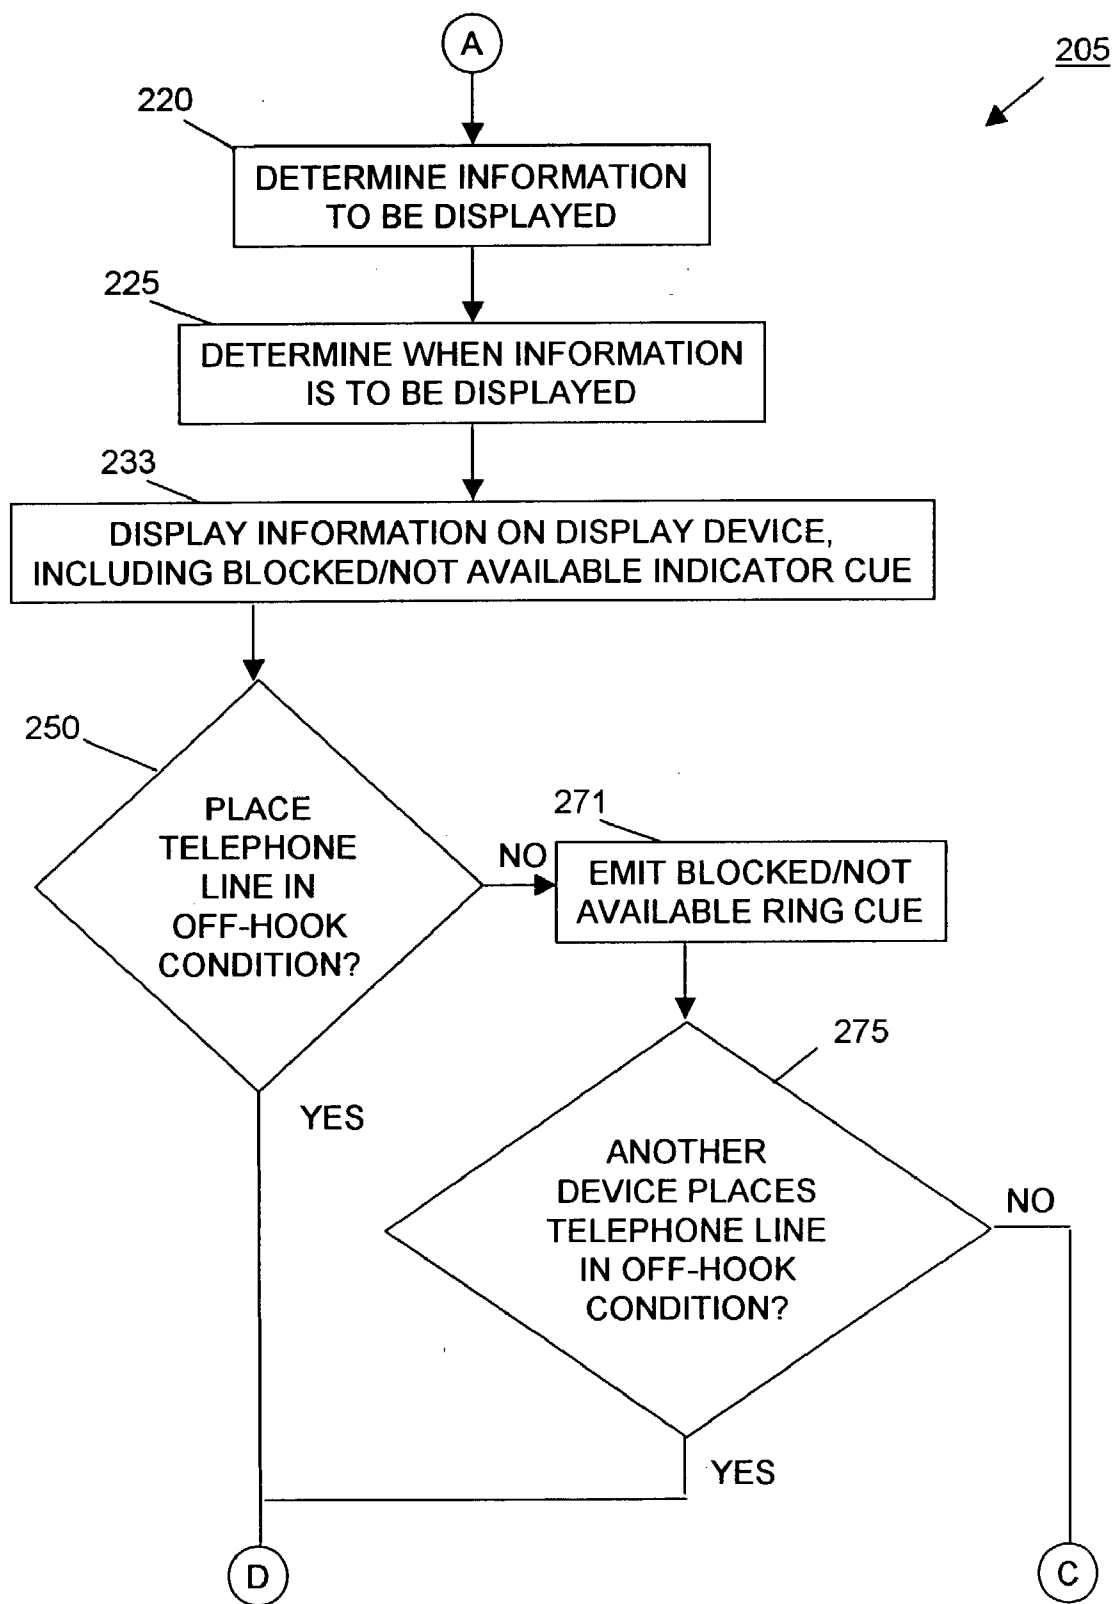 A
205
220
DETERMINE INFORMATION
TO BE DISPLAYED
225
DETERMINE WHEN INFORMATION
IS TO BE DISPLAYED
233
DISPLAY INFORMATION ON DISPLAY DEVICE,
INCLUDING BLOCKED/NOT AVAILABLE INDICATOR CUE
250
PLACE
TELEPHONE
LINE IN
OFF-HOOK
CONDITION?
NO
271
EMIT BLOCKED/NOT
AVAILABLE RING CUE
YES
275
ANOTHER
DEVICE PLACES
TELEPHONE LINE
IN OFF-HOOK
CONDITION?
NO
YES
D
C